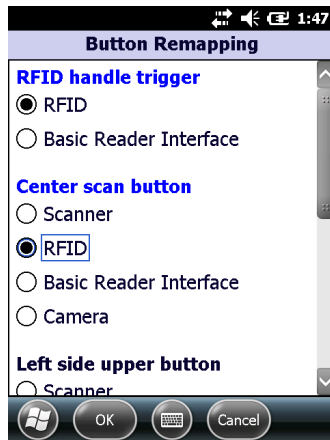 1:47
Button Remapping
RFID handle trigger
RFID
Basic Reader Interface
Center scan button
Scanner
RFID
Basic Reader Interface
Camera
Left side upper button
Scanner
OK
Cancel